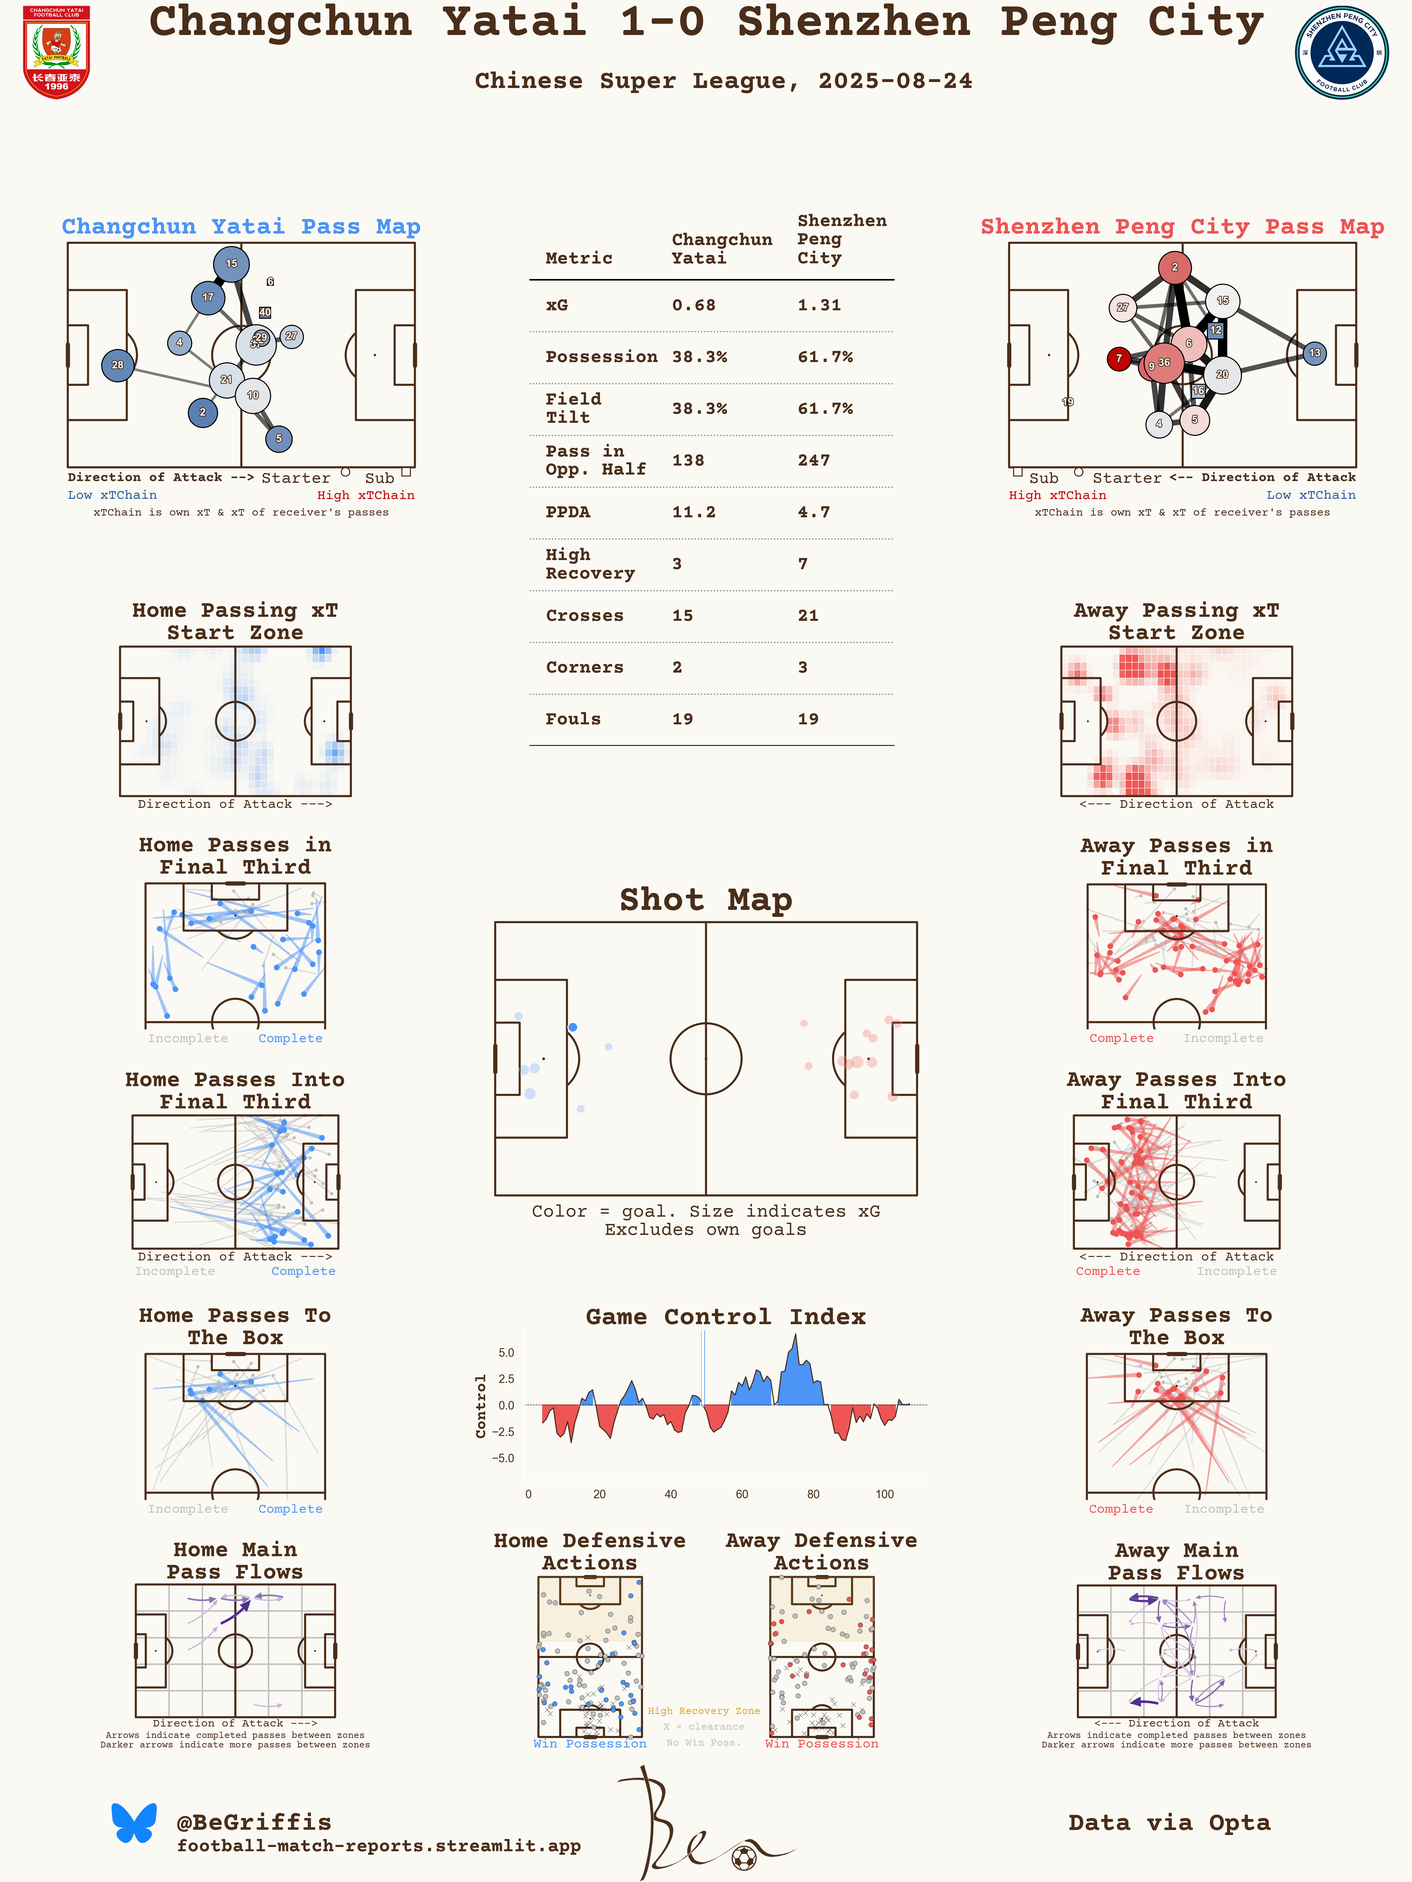 Changchun Yatai 1-0 Shenzhen Peng City
Chinese Super League, 2025-08-24
CHANGCHUN YATAI
FOOTBALL CLUB
YATAI FOOTBALL
长春亚泰
1996
SHENZHEN PENG CITY
深 圳
FOOTBALL CLUB
Changchun Yatai Pass Map
15
6
17
40
4
29
27
28
21
10
2
5
Direction of Attack --> Starter Sub
Low xTChain High xTChain
xTChain is own xT & xT of receiver's passes
Metric Changchun Yatai Shenzhen Peng City
xG 0.68 1.31
Possession 38.3% 61.7%
Field Tilt 38.3% 61.7%
Pass in Opp. Half 138 247
PPDA 11.2 4.7
High Recovery 3 7
Crosses 15 21
Corners 2 3
Fouls 19 19
Shenzhen Peng City Pass Map
2
27
15
12
6
7
9
36
13
20
16
19
4
5
Sub Starter <-- Direction of Attack
High xTChain Low xTChain
xTChain is own xT & xT of receiver's passes
Home Passing xT
Start Zone
Direction of Attack --->
Away Passing xT
Start Zone
<--- Direction of Attack
Home Passes in
Final Third
Incomplete Complete
Away Passes in
Final Third
Complete Incomplete
Shot Map
Color = goal. Size indicates xG
Excludes own goals
Home Passes Into
Final Third
Direction of Attack --->
Incomplete Complete
Away Passes Into
Final Third
<--- Direction of Attack
Complete Incomplete
Home Passes To
The Box
Incomplete Complete
Game Control Index
Control
5.0
2.5
0.0
−2.5
−5.0
0 20 40 60 80 100
Away Passes To
The Box
Complete Incomplete
Home Main
Pass Flows
Direction of Attack --->
Arrows indicate completed passes between zones
Darker arrows indicate more passes between zones
Home Defensive
Actions
Win Possession
Away Defensive
Actions
Win Possession
High Recovery Zone
X = clearance
No Win Poss.
Away Main
Pass Flows
<--- Direction of Attack
Arrows indicate completed passes between zones
Darker arrows indicate more passes between zones
@BeGriffis
football-match-reports.streamlit.app
Ben
Data via Opta